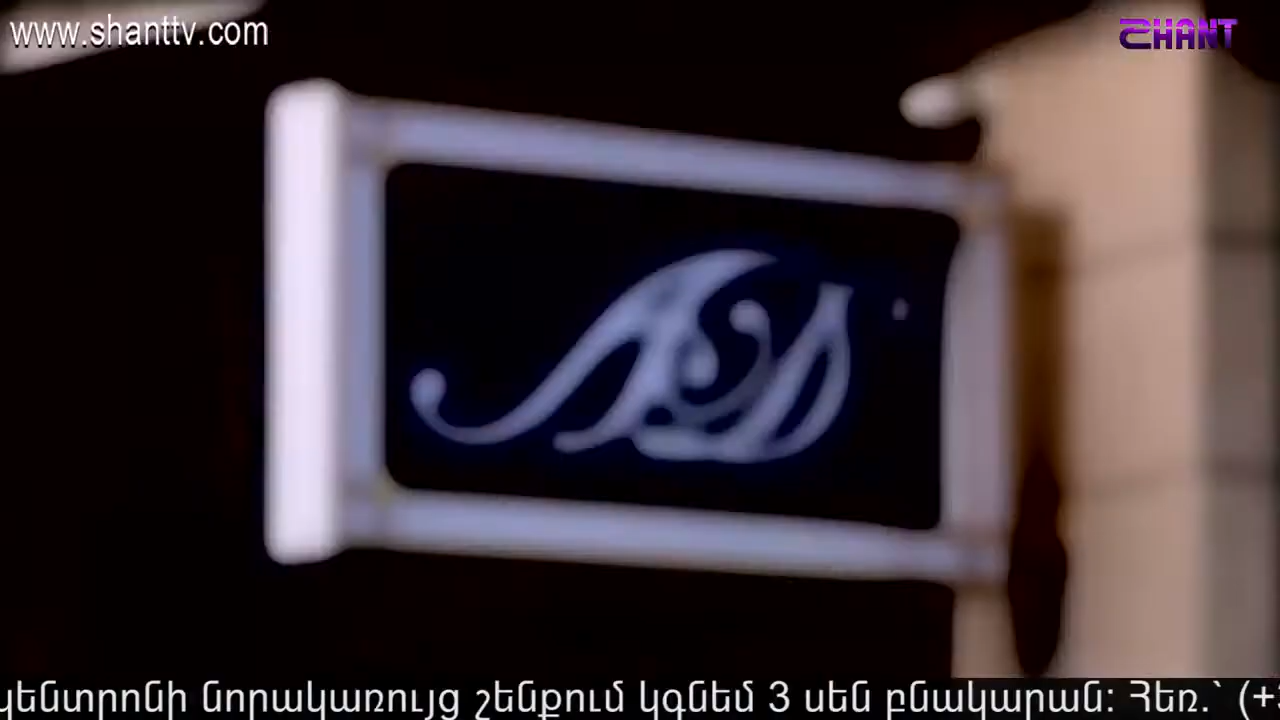 www.shanttv.com
SHANT
կենտրոնի նորակառույց շենքում կգնեմ 3 սեն բնակարան: Հեռ.` (+